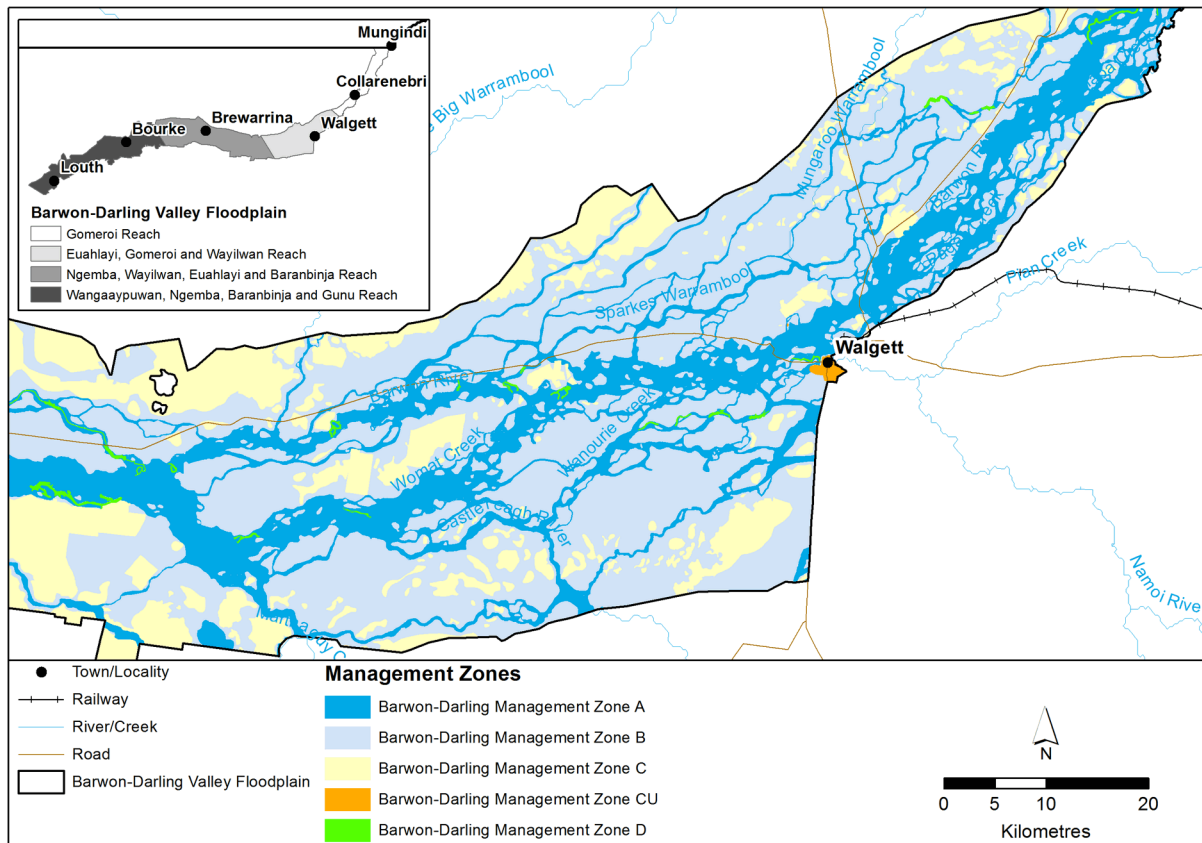 Mungindi
Collarenebri
Walgett
Brewarrina
Bourke
Louth
Barwon-Darling Valley Floodplain
Gomeroi Reach
Euahlayi, Gomeroi and Wayilwan Reach
Ngemba, Wayilwan, Euahlayi and Baranbinja Reach
Wangaaypuwan, Ngemba, Baranbinja and Gunu Reach
Big Warrambool
Mungaroo Warrambool
Barwon
Creek
Pian Creek
Sparkes Warrambool
Walgett
Barwon River
Wanourie Creek
Womat Creek
Castlereagh River
Namoi River
Town/Locality
Railway
River/Creek
Road
Barwon-Darling Valley Floodplain
Management Zones
Barwon-Darling Management Zone A
Barwon-Darling Management Zone B
Barwon-Darling Management Zone C
Barwon-Darling Management Zone CU
Barwon-Darling Management Zone D
N
0 5 10 20
Kilometres